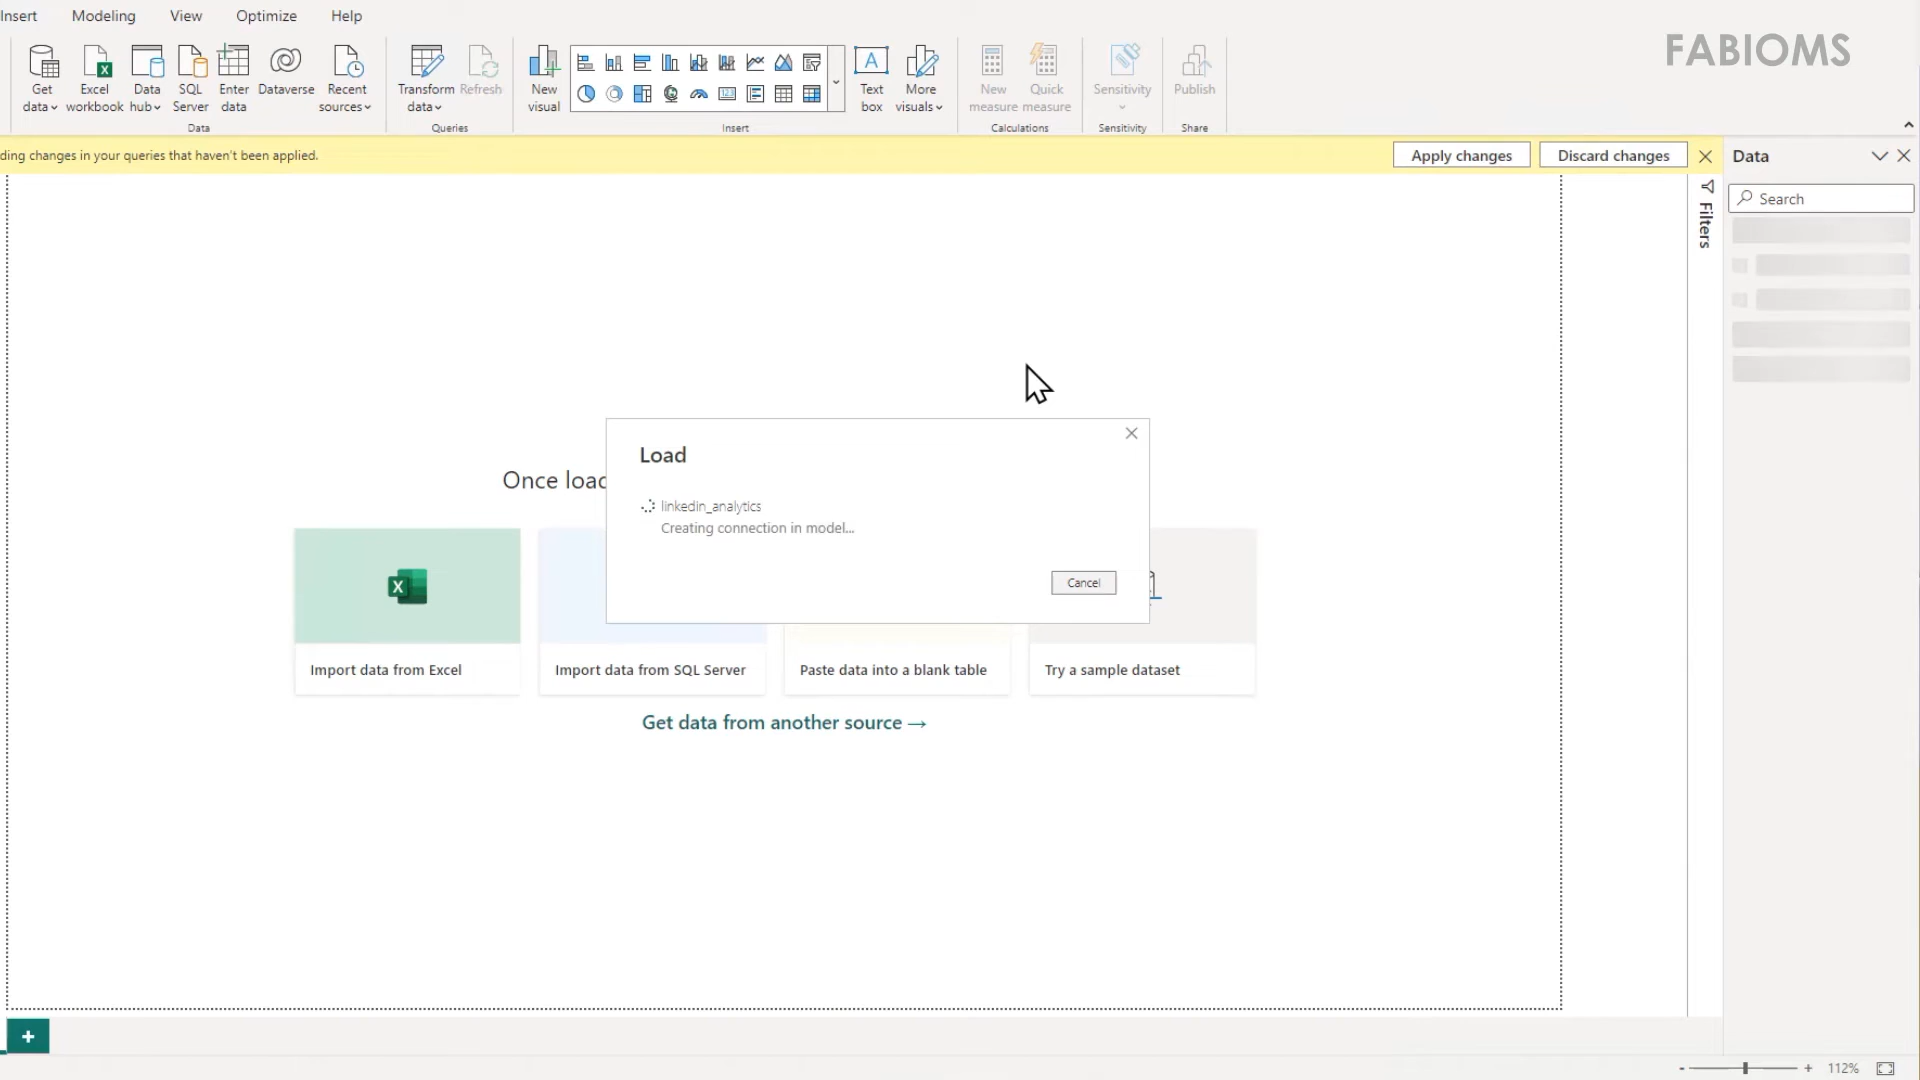 Insert Modeling View Optimize Help
FABIOMS
Get data
Excel workbook
Data hub
SQL Server
Enter data
Dataverse
Recent sources
Transform data
Refresh
New visual
Text box
More visuals
New measure
Quick measure
Sensitivity
Publish
Data
Queries
Insert
Calculations
Sensitivity
Share
ding changes in your queries that haven't been applied.
Apply changes
Discard changes
Data
Search
Filters
Load
linkedin_analytics
Creating connection in model...
Cancel
Once load
Import data from Excel
Import data from SQL Server
Paste data into a blank table
Try a sample dataset
Get data from another source →
112%